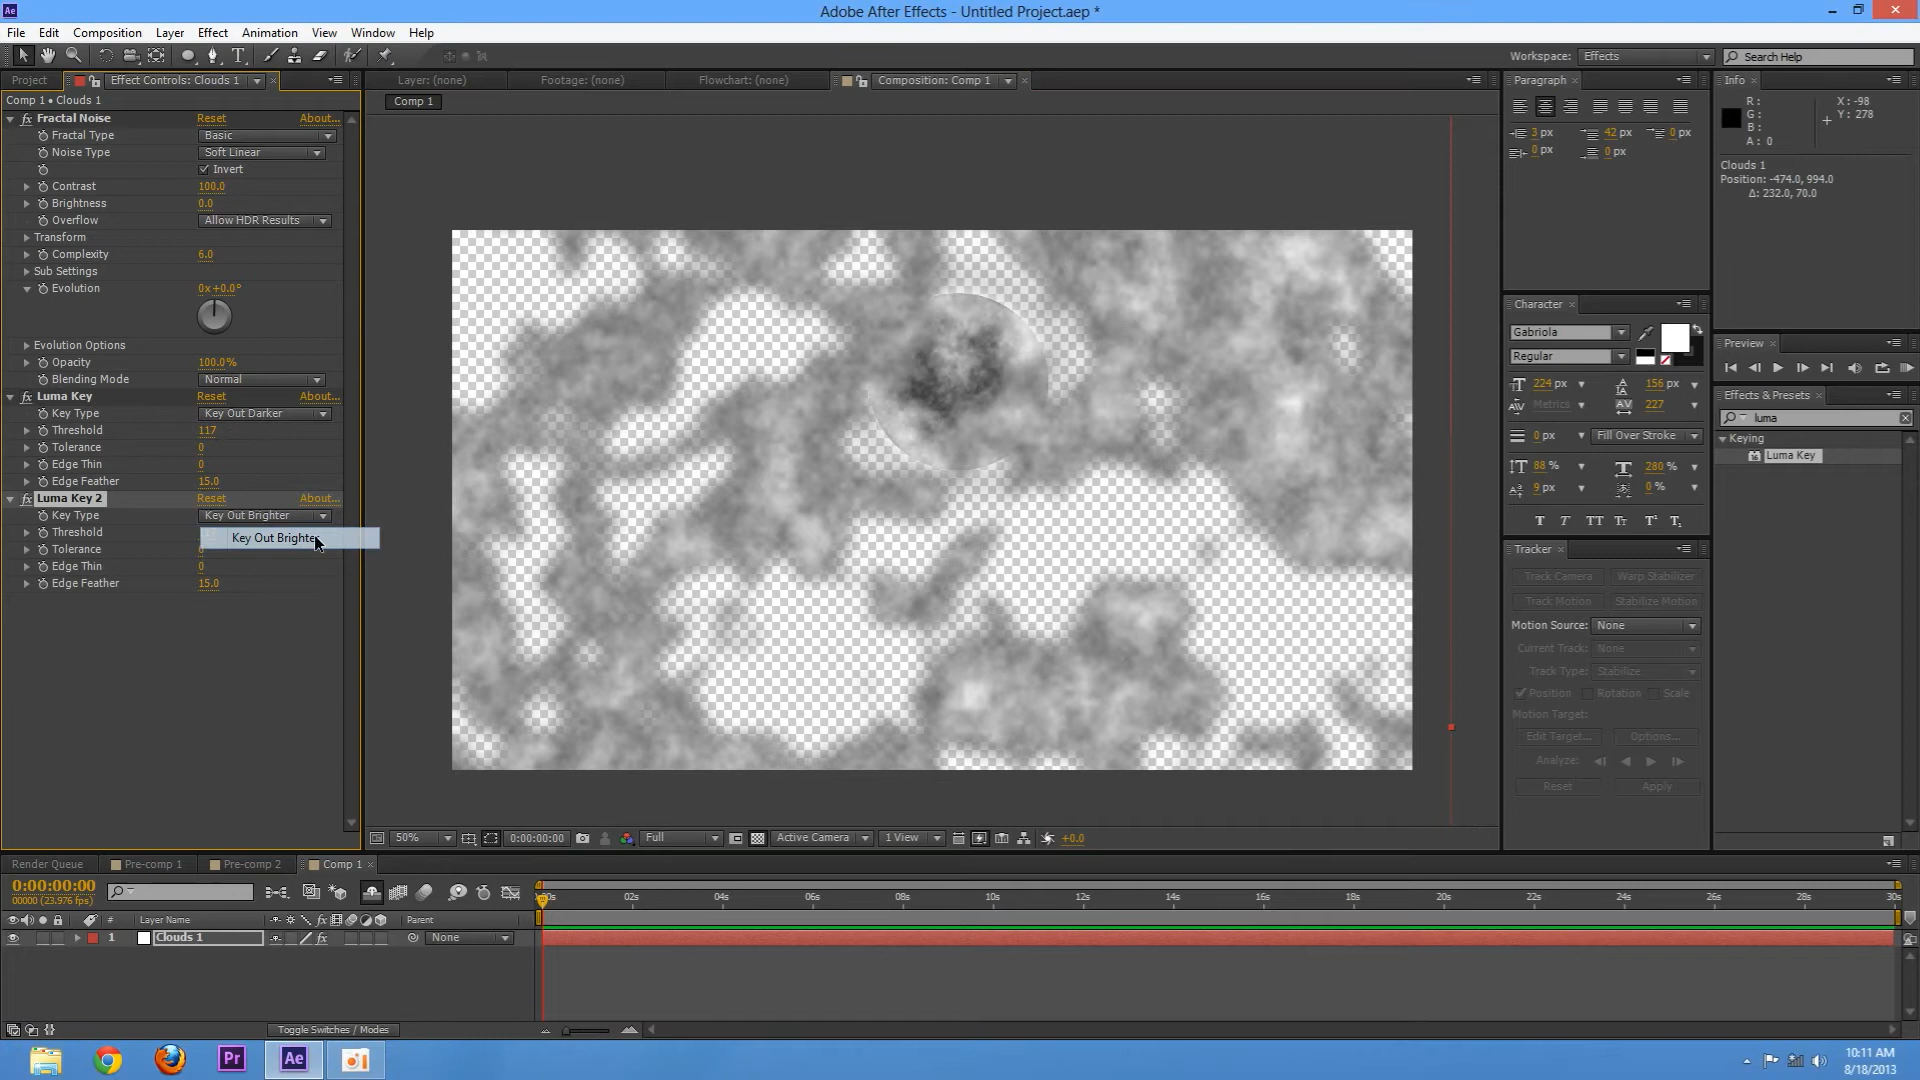 Ae
Adobe After Effects - Untitled Project.aep *
File Edit Composition Layer Effect Animation View Window Help
Workspace: Effects
Search Help
Project
Effect Controls: Clouds 1
Layer: (none)
Footage: (none)
Flowchart: (none)
Composition: Comp 1
Paragraph
Info
Comp 1 • Clouds 1
Comp 1
Fractal Noise Reset About...
Fractal Type Basic
Noise Type Soft Linear
Invert
Contrast 100.0
Brightness 0.0
Overflow Allow HDR Results
Transform
Complexity 6.0
Sub Settings
Evolution 0x+0.0°
Evolution Options
Opacity 100.0%
Blending Mode Normal
Luma Key Reset About...
Key Type Key Out Darker
Threshold 117
Tolerance 0
Edge Thin 0
Edge Feather 15.0
Luma Key 2 Reset About...
Key Type Key Out Brighter
Threshold
Key Out Brighter
Tolerance
Edge Thin 0
Edge Feather 15.0
50%
0:00:00:00
Full
Active Camera
1 View
+0.0
3 px 42 px 0 px
0 px 0 px
Character
Gabriola
Regular
224 px 156 px
Metrics 227
0 px Fill Over Stroke
88 % 280 %
9 px 0 %
Tracker
Track Camera Warp Stabilizer
Track Motion Stabilize Motion
Motion Source: None
Current Track: None
Track Type: Stabilize
Position Rotation Scale
Motion Target:
Edit Target... Options...
Analyze:
Reset Apply
R: X: -98
G: Y: 278
B:
A: 0
Clouds 1
Position: -474.0, 994.0
Δ: 232.0, 70.0
Preview
Effects & Presets
luma
Keying
Luma Key
Render Queue
Pre-comp 1
Pre-comp 2
Comp 1
0:00:00:00
00000 (23.976 fps)
02s 04s 06s 08s 10s 12s 14s 16s 18s 20s 22s 24s 26s 28s 30s
# Layer Name Parent
1 Clouds 1 None
Toggle Switches / Modes
Pr
Ae
10:11 AM
8/18/2013